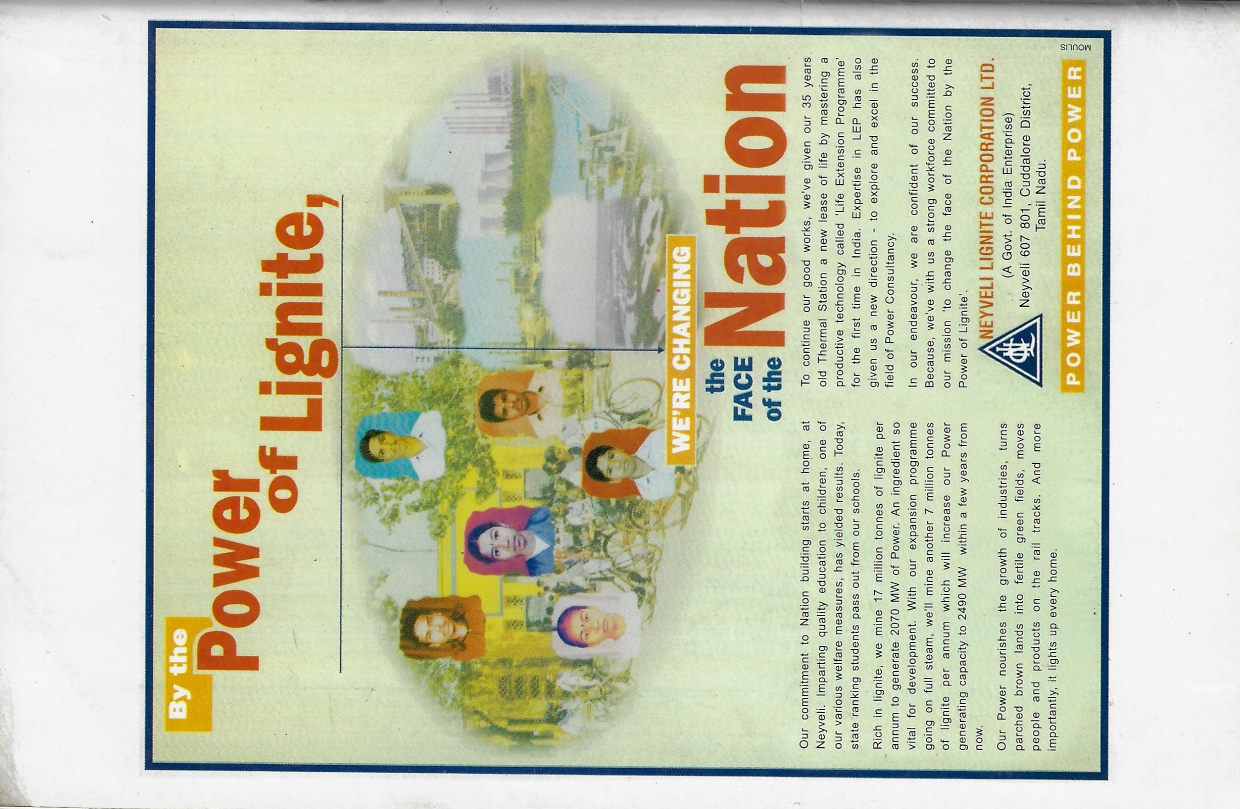 By the
Power
of Lignite,
WE'RE CHANGING
the
FACE
of the
Nation
Our commitment to Nation building starts at home, at
Neyveli. Imparting quality education to children, one of
our various welfare measures, has yielded results. Today,
state ranking students pass out from our schools.
Rich in lignite, we mine 17 million tonnes of lignite per
annum to generate 2070 MW of Power. An ingredient so
vital for development. With our expansion programme
going on full steam, we'll mine another 7 million tonnes
of lignite per annum which will increase our Power
generating capacity to 2490 MW within a few years from
now.
Our Power nourishes the growth of industries, turns
parched brown lands into fertile green fields, moves
people and products on the rail tracks. And more
importantly, it lights up every home.
To continue our good works, we've given our 35 years
old Thermal Station a new lease of life by mastering a
productive technology called 'Life Extension Programme'
for the first time in India. Expertise in LEP has also
given us a new direction - to explore and excel in the
field of Power Consultancy.
In our endeavour, we are confident of our success.
Because, we've with us a strong workforce committed to
our mission 'to change the face of the Nation by the
Power of Lignite'.
NLC
NEYVELI LIGNITE CORPORATION LTD.
(A Govt. of India Enterprise)
Neyveli 607 801, Cuddalore District,
Tamil Nadu.
POWER BEHIND POWER
MOULIS